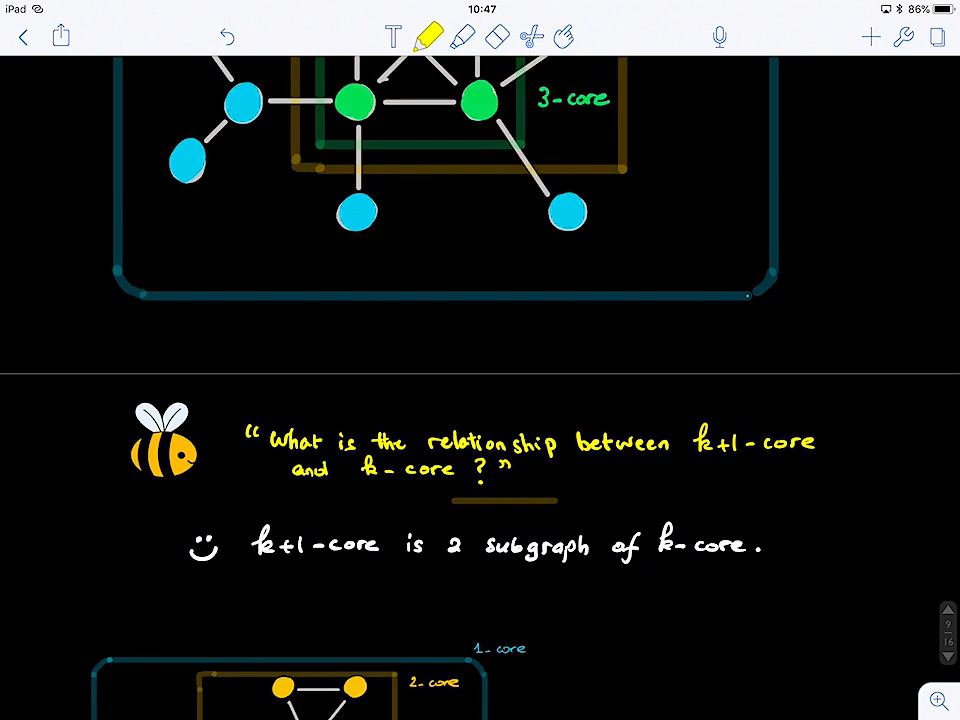 iPad
10:47
86%
T
3-core
"What is the relationship between k+1-core
and k-core ?"
k+1-core is a subgraph of k-core.
9
16
1-core
2-core